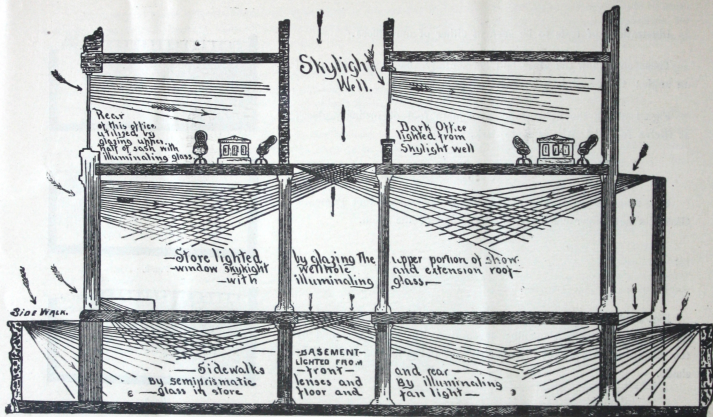 Skylight
Well.
Rear
of this office
utilized by
glazing upper
half of sash with
illuminating glass.
Dark Office
lighted from
Skylight well
—Store lighted by glazing the upper portion of show
—window skykight wellhole and extension roof—
—with illuminating glass—
SIDE WALK.
—Sidewalks —BASEMENT— and rear
LIGHTED FROM
By semiprismatic —front— By illuminating
—Glass in store lenses and fan light—
floor and